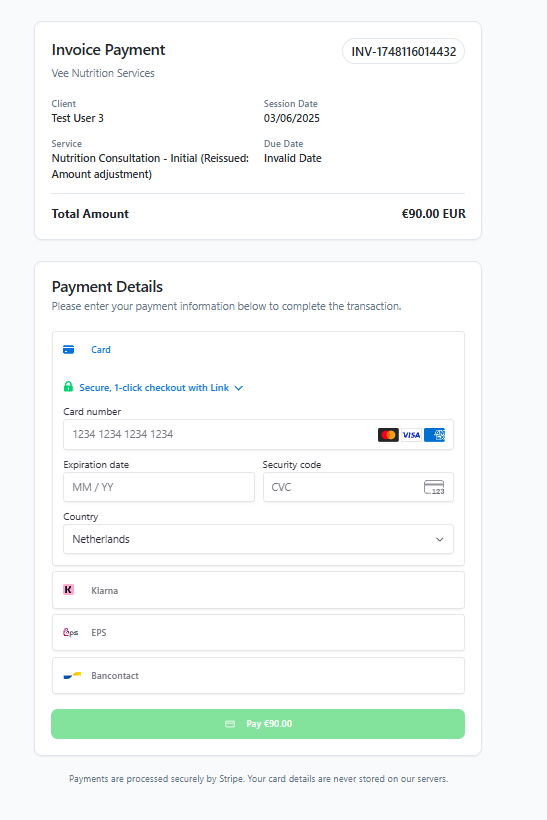 Invoice Payment
INV-1748116014432
Vee Nutrition Services
Client
Session Date
Test User 3
03/06/2025
Service
Due Date
Nutrition Consultation - Initial (Reissued:
Invalid Date
Amount adjustment)
Total Amount
€90.00 EUR
Payment Details
Please enter your payment information below to complete the transaction.
Card
Secure, 1-click checkout with Link
Card number
1234 1234 1234 1234
VISA
Expiration date
Security code
MM / YY
CVC
123
Country
Netherlands
K
Klarna
eps
EPS
Bancontact
Pay €90.00
Payments are processed securely by Stripe. Your card details are never stored on our servers.